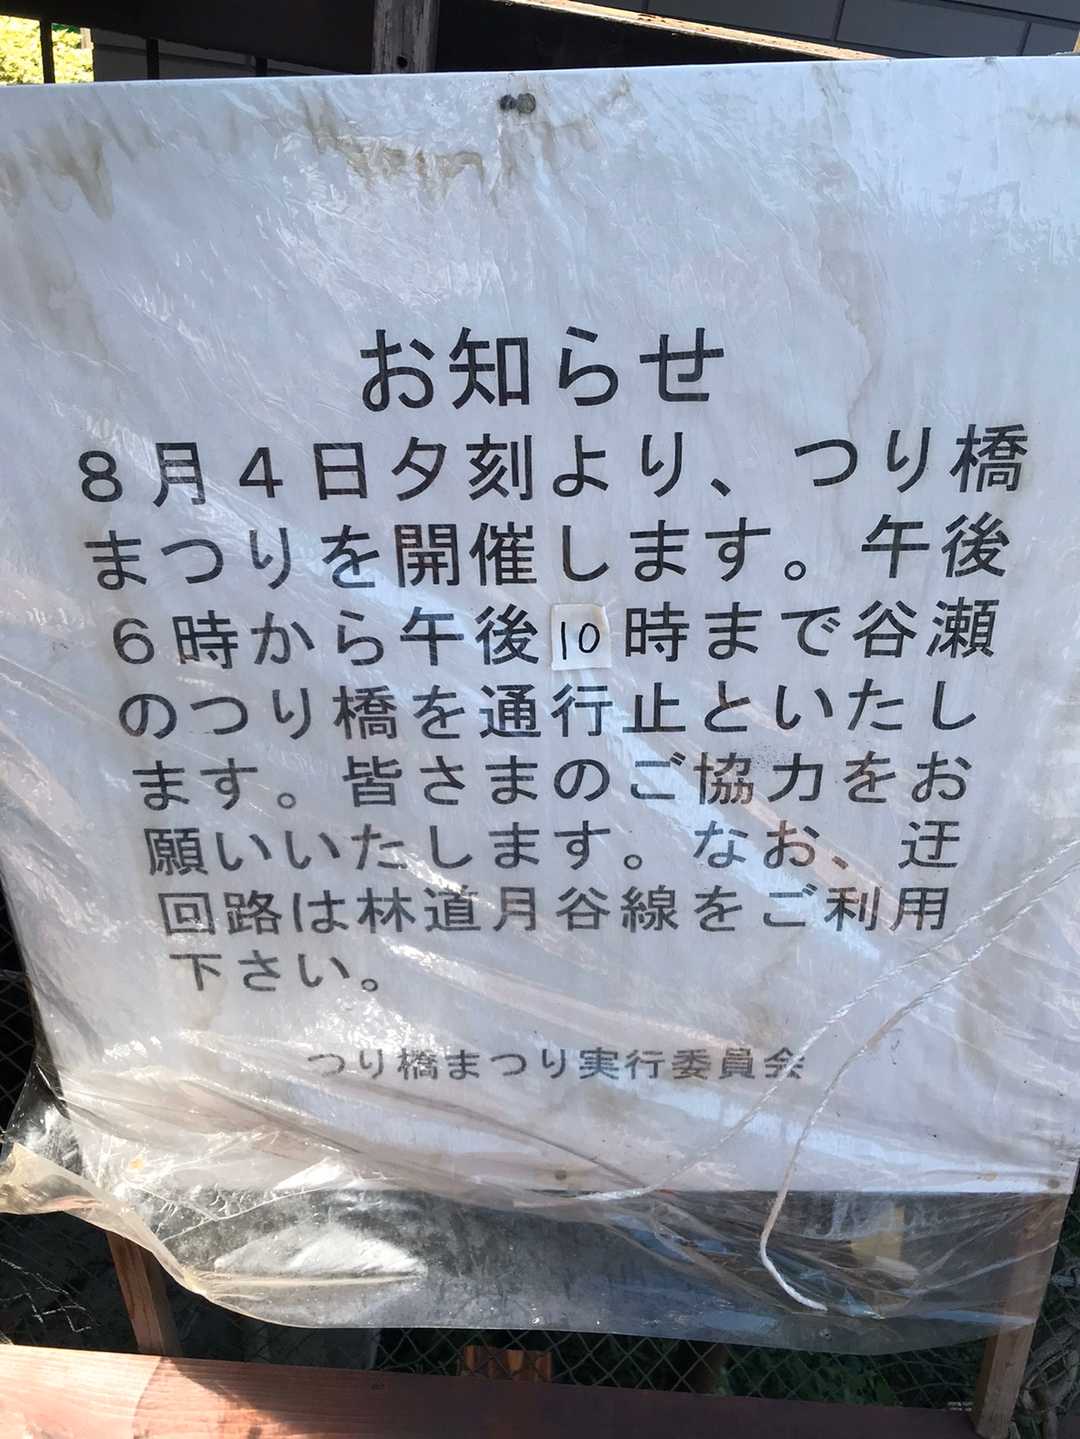 お知らせ
８月４日夕刻より、つり橋
まつりを開催します。午後
６時から午後10時まで谷瀬
のつり橋を通行止といたし
ます。皆さまのご協力をお
願いいたします。なお、迂
回路は林道月谷線をご利用
下さい。
つり橋まつり実行委員会